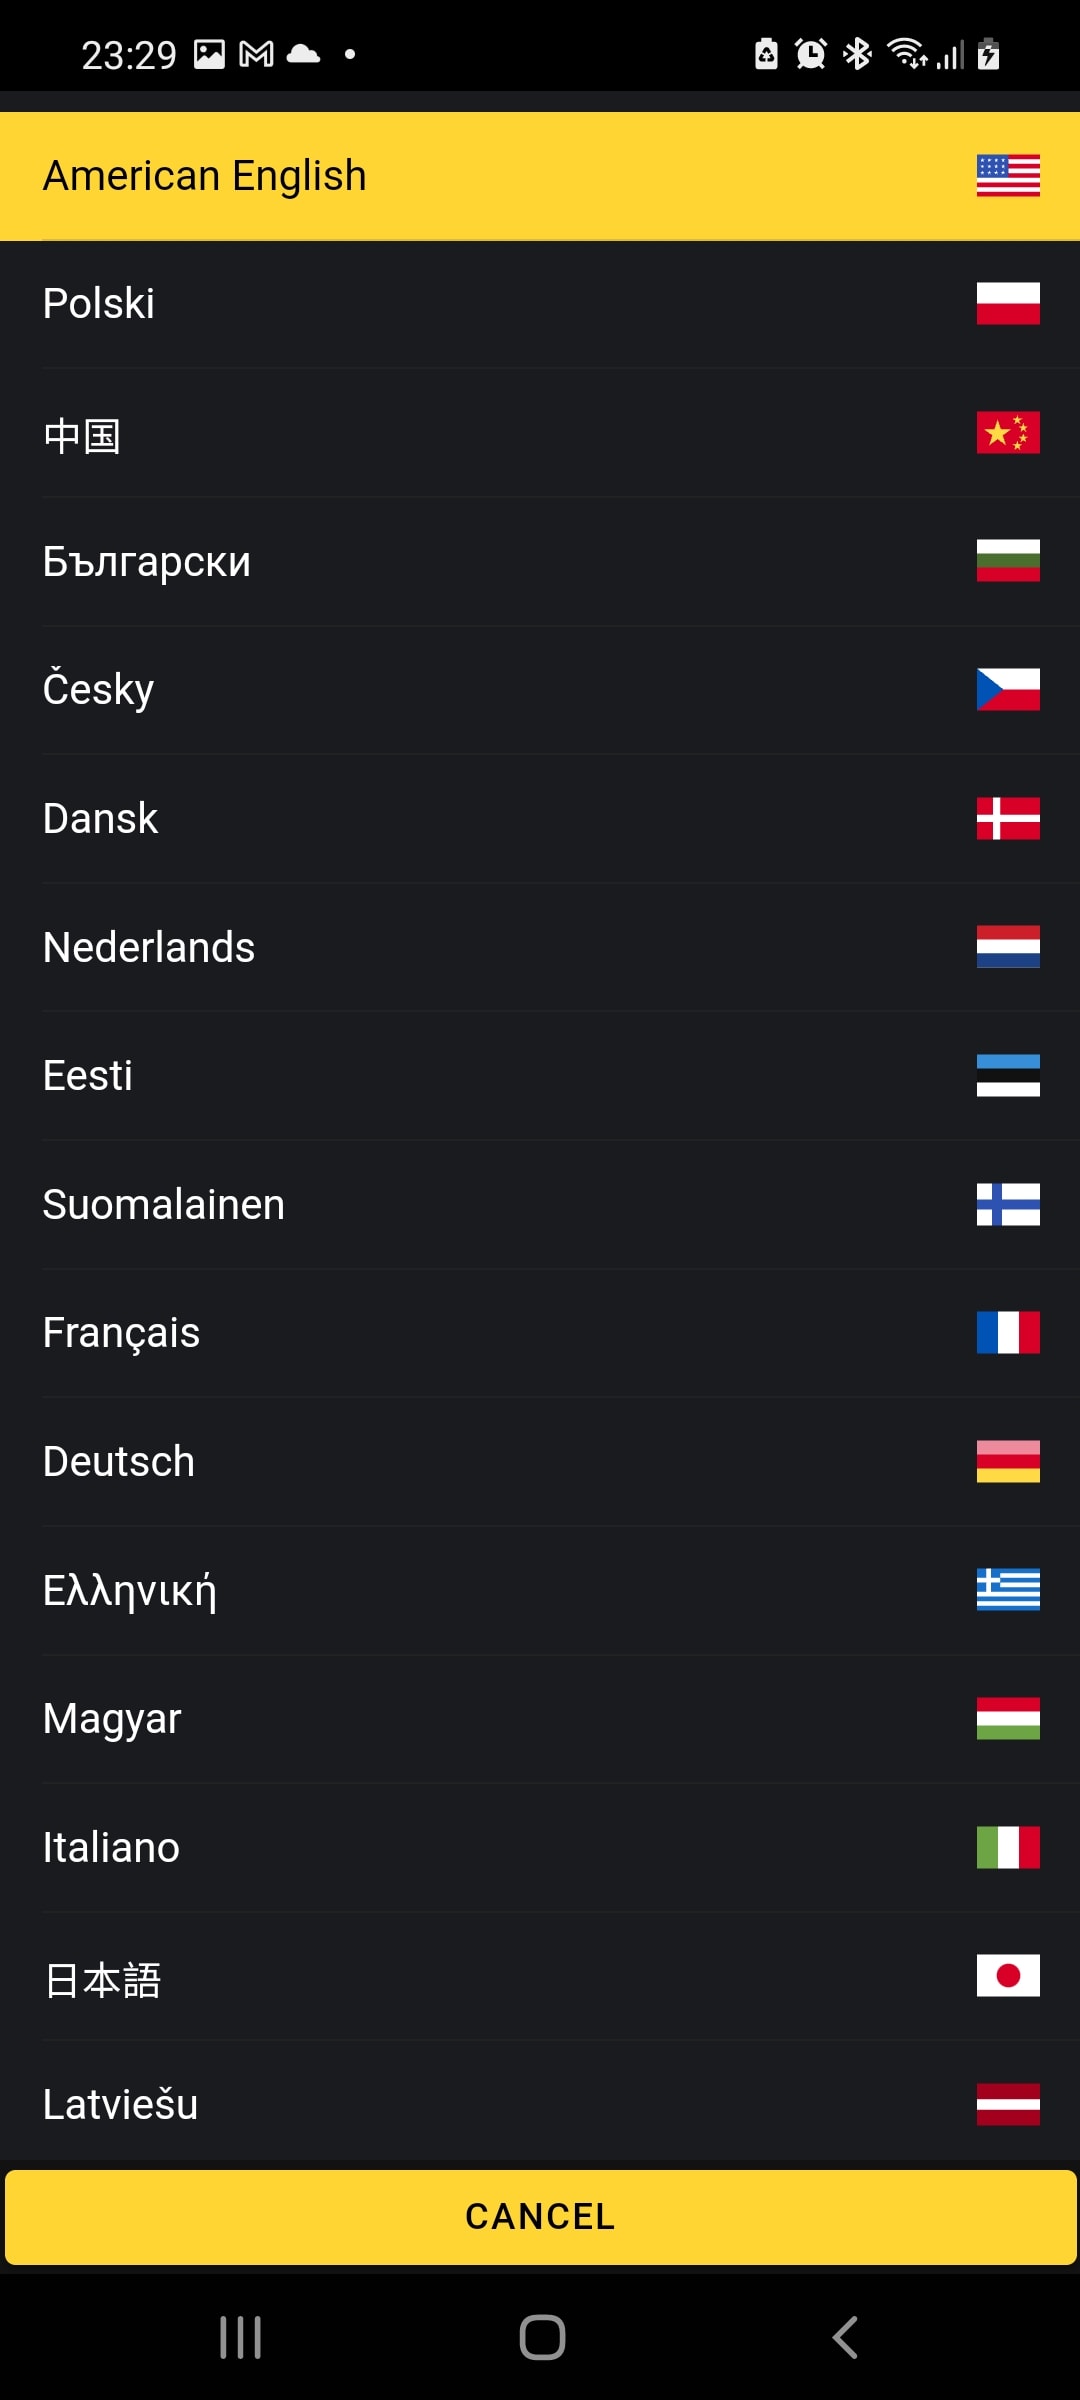 23:29
American English
Polski
中国
Български
Česky
Dansk
Nederlands
Eesti
Suomalainen
Français
Deutsch
Ελληνική
Magyar
Italiano
日本語
Latviešu
CANCEL